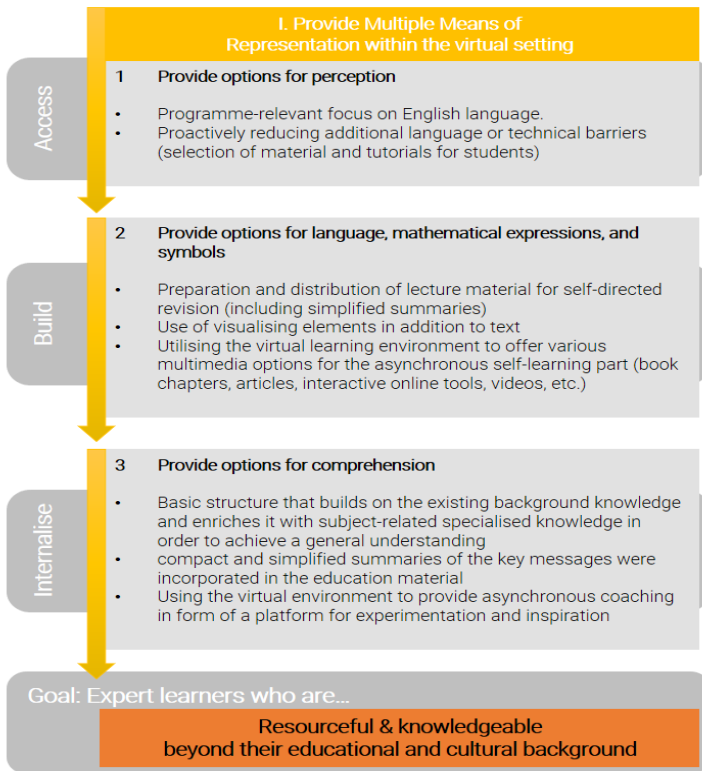 I. Provide Multiple Means of
Representation within the virtual setting
Access
1 Provide options for perception
• Programme-relevant focus on English language.
• Proactively reducing additional language or technical barriers
(selection of material and tutorials for students)
Build
2 Provide options for language, mathematical expressions, and
symbols
• Preparation and distribution of lecture material for self-directed
revision (including simplified summaries)
• Use of visualising elements in addition to text
• Utilising the virtual learning environment to offer various
multimedia options for the asynchronous self-learning part (book
chapters, articles, interactive online tools, videos, etc.)
Internalise
3 Provide options for comprehension
• Basic structure that builds on the existing background knowledge
and enriches it with subject-related specialised knowledge in
order to achieve a general understanding
• compact and simplified summaries of the key messages were
incorporated in the education material
• Using the virtual environment to provide asynchronous coaching
in form of a platform for experimentation and inspiration
Goal: Expert learners who are...
Resourceful & knowledgeable
beyond their educational and cultural background